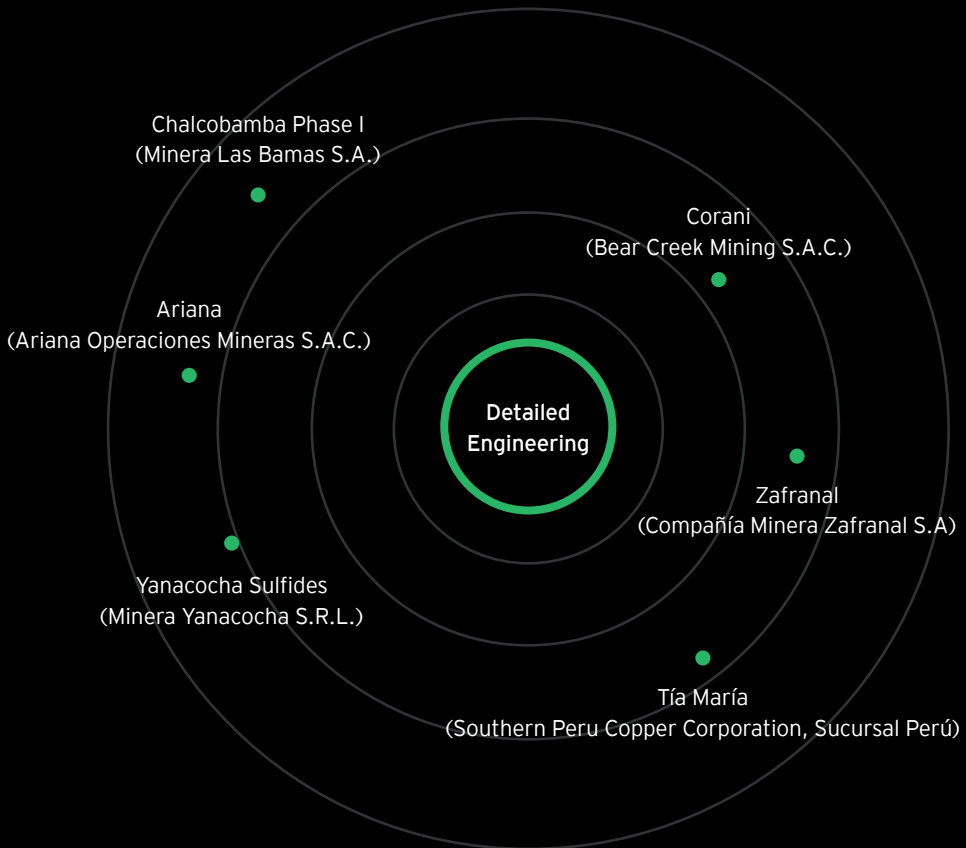 Chalcobamba Phase I
(Minera Las Bamas S.A.)
Corani
(Bear Creek Mining S.A.C.)
Ariana
(Ariana Operaciones Mineras S.A.C.)
Detailed
Engineering
Zafranal
(Compañía Minera Zafranal S.A)
Yanacocha Sulfides
(Minera Yanacocha S.R.L.)
Tía María
(Southern Peru Copper Corporation, Sucursal Perú)